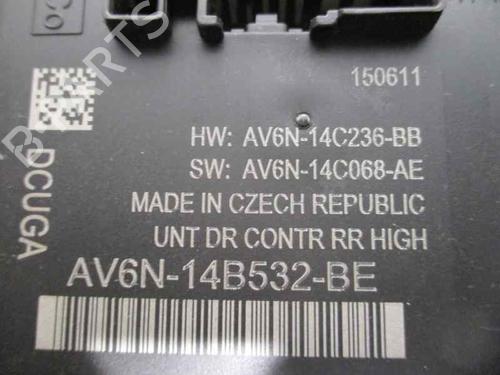 Co
150611
HW: AV6N-14C236-BB
SW: AV6N-14C068-AE
MADE IN CZECH REPUBLIC
UNT DR CONTR RR HIGH
AV6N-14B532-BE
DCUGA